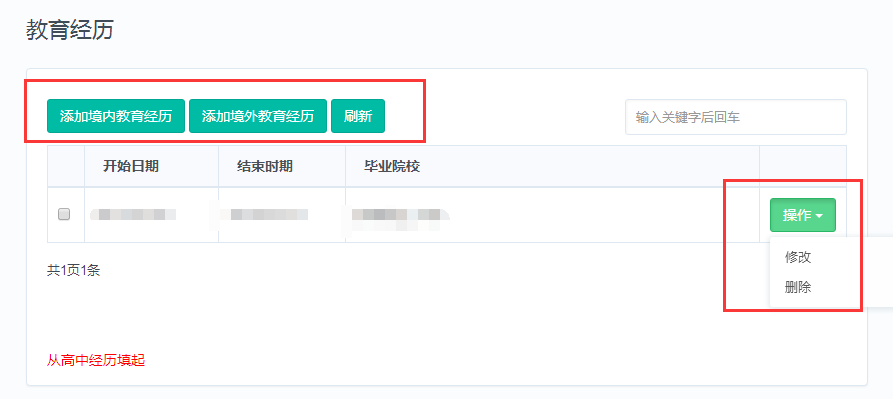 教育经历
添加境内教育经历 添加境外教育经历 刷新 输入关键字后回车
开始日期 结束时期 毕业院校
操作
修改
删除
共1页1条
从高中经历填起